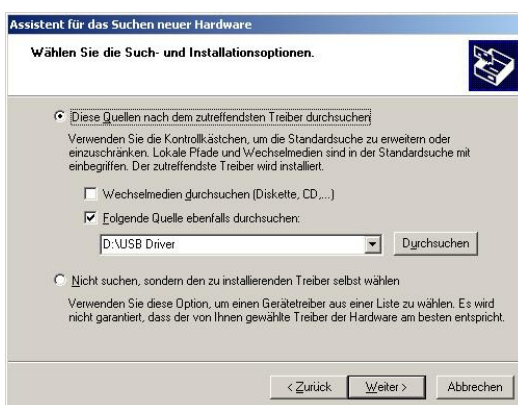 Assistent für das Suchen neuer Hardware
Wählen Sie die Such- und Installationsoptionen.
Diese Quellen nach dem zutreffendsten Treiber durchsuchen
Verwenden Sie die Kontrollkästchen, um die Standardsuche zu erweitern oder
einzuschränken. Lokale Pfade und Wechselmedien sind in der Standardsuche mit
einbegriffen. Der zutreffendste Treiber wird installiert.
Wechselmedien durchsuchen (Diskette, CD,...)
Folgende Quelle ebenfalls durchsuchen:
D:\USB Driver
Durchsuchen
Nicht suchen, sondern den zu installierenden Treiber selbst wählen
Verwenden Sie diese Option, um einen Gerätetreiber aus einer Liste zu wählen. Es wird
nicht garantiert, dass der von Ihnen gewählte Treiber der Hardware am besten entspricht.
< Zurück
Weiter >
Abbrechen